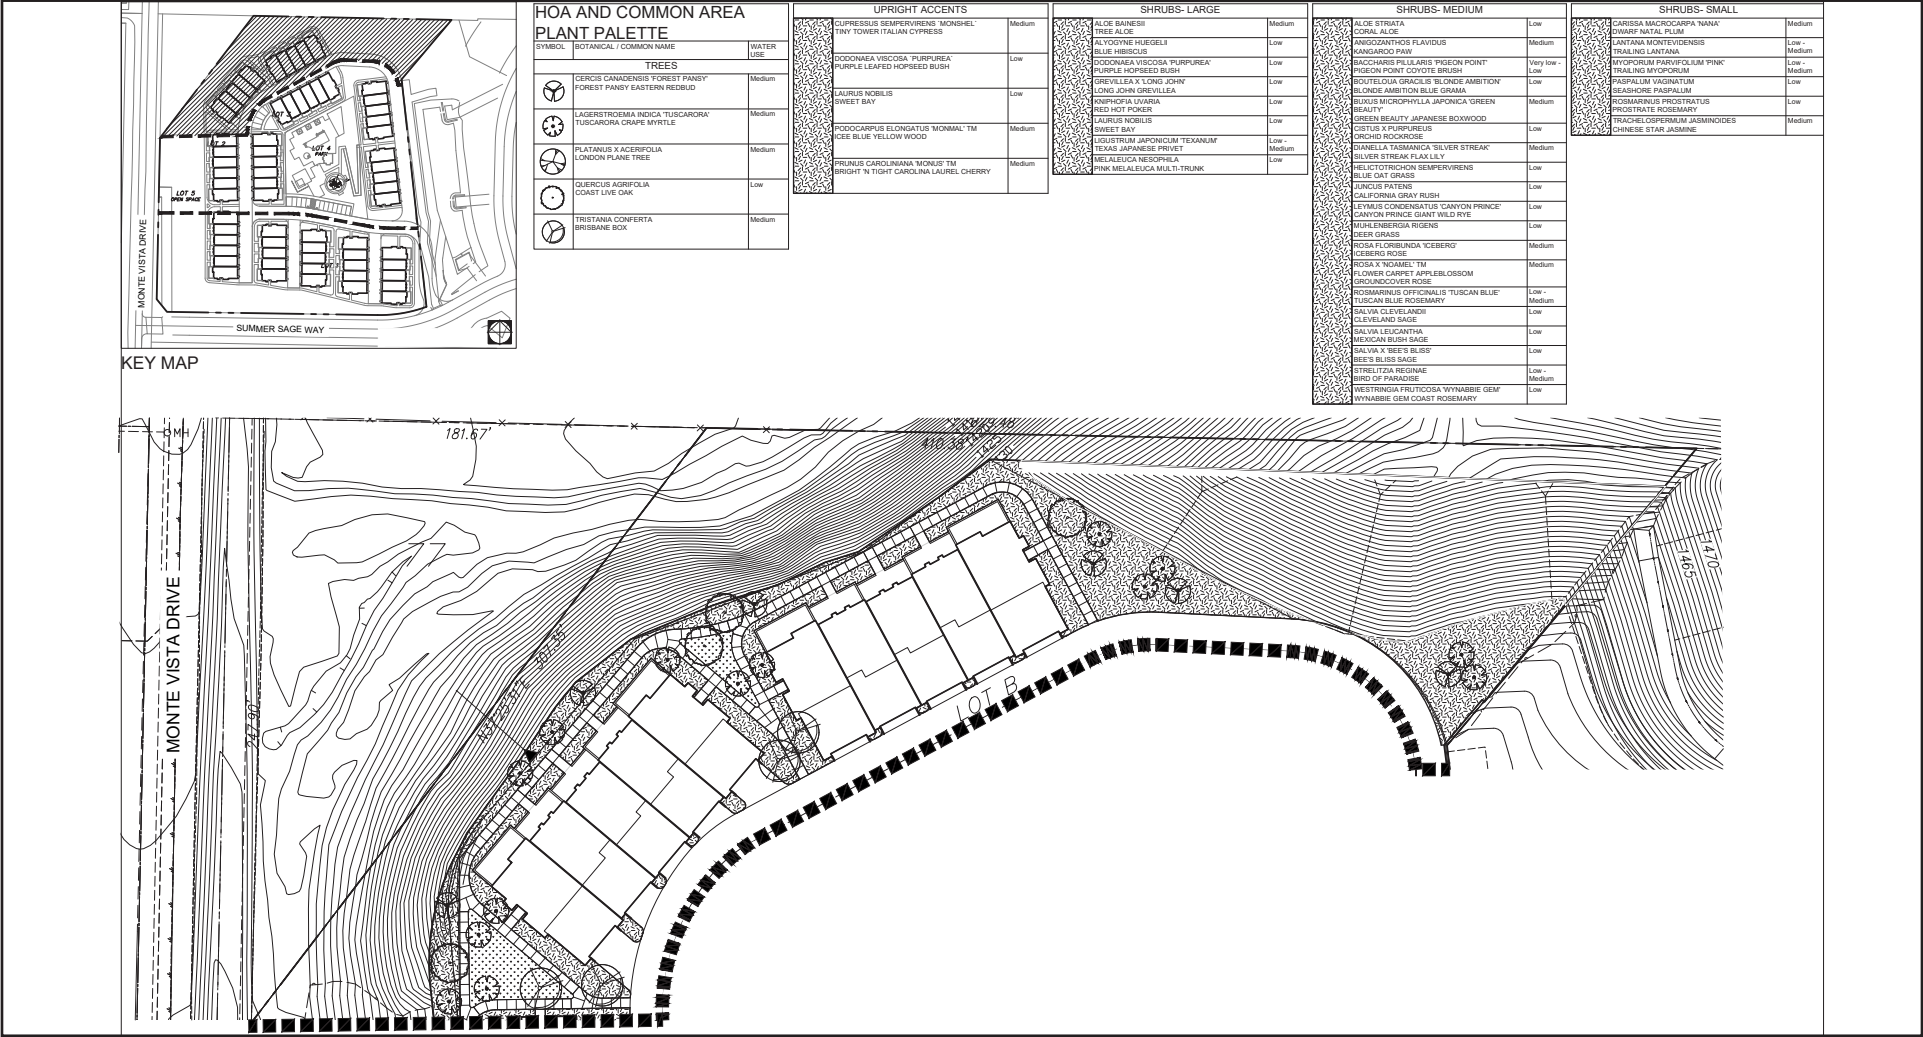 HOA AND COMMON AREA
PLANT PALETTE
SYMBOL BOTANICAL / COMMON NAME WATER
USE
TREES
CERCIS CANADENSIS 'FOREST PANSY' Medium
FOREST PANSY EASTERN REDBUD
LAGERSTROEMIA INDICA 'TUSCARORA' Medium
TUSCARORA CRAPE MYRTLE
PLATANUS X ACERIFOLIA Medium
LONDON PLANE TREE
QUERCUS AGRIFOLIA Low
COAST LIVE OAK
TRISTANIA CONFERTA Medium
BRISBANE BOX
UPRIGHT ACCENTS
CUPRESSUS SEMPERVIRENS `MONSHEL` Medium
TINY TOWER ITALIAN CYPRESS
DODONAEA VISCOSA `PURPUREA` Low
PURPLE LEAFED HOPSEED BUSH
LAURUS NOBILIS Low
SWEET BAY
PODOCARPUS ELONGATUS 'MONMAL' TM Medium
ICEE BLUE YELLOW WOOD
PRUNUS CAROLINIANA 'MONUS' TM Medium
BRIGHT 'N TIGHT CAROLINA LAUREL CHERRY
SHRUBS- LARGE
ALOE BAINESII Medium
TREE ALOE
ALYOGYNE HUEGELII Low
BLUE HIBISCUS
DODONAEA VISCOSA 'PURPUREA' Low
PURPLE HOPSEED BUSH
GREVILLEA X 'LONG JOHN' Low
LONG JOHN GREVILLEA
KNIPHOFIA UVARIA Low
RED HOT POKER
LAURUS NOBILIS Low
SWEET BAY
LIGUSTRUM JAPONICUM 'TEXANUM' Low -
TEXAS JAPANESE PRIVET Medium
MELALEUCA NESOPHILA Low
PINK MELALEUCA MULTI-TRUNK
SHRUBS- MEDIUM
ALOE STRIATA Low
CORAL ALOE
ANIGOZANTHOS FLAVIDUS Medium
KANGAROO PAW
BACCHARIS PILULARIS 'PIGEON POINT' Very low -
PIGEON POINT COYOTE BRUSH Low
BOUTELOUA GRACILIS 'BLONDE AMBITION' Low
BLONDE AMBITION BLUE GRAMA
BUXUS MICROPHYLLA JAPONICA 'GREEN Medium
BEAUTY'
GREEN BEAUTY JAPANESE BOXWOOD
CISTUS X PURPUREUS Low
ORCHID ROCKROSE
DIANELLA TASMANICA 'SILVER STREAK' Medium
SILVER STREAK FLAX LILY
HELICTOTRICHON SEMPERVIRENS Low
BLUE OAT GRASS
JUNCUS PATENS Low
CALIFORNIA GRAY RUSH
LEYMUS CONDENSATUS 'CANYON PRINCE' Low
CANYON PRINCE GIANT WILD RYE
MUHLENBERGIA RIGENS Low
DEER GRASS
ROSA FLORIBUNDA 'ICEBERG' Medium
ICEBERG ROSE
ROSA X 'NOAMEL' TM Medium
FLOWER CARPET APPLEBLOSSOM
GROUNDCOVER ROSE
ROSMARINUS OFFICINALIS 'TUSCAN BLUE' Low -
TUSCAN BLUE ROSEMARY Medium
SALVIA CLEVELANDII Low
CLEVELAND SAGE
SALVIA LEUCANTHA Low
MEXICAN BUSH SAGE
SALVIA X 'BEE'S BLISS' Low
BEE'S BLISS SAGE
STRELITZIA REGINAE Low -
BIRD OF PARADISE Medium
WESTRINGIA FRUTICOSA 'WYNABBIE GEM' Low
WYNABBIE GEM COAST ROSEMARY
SHRUBS- SMALL
CARISSA MACROCARPA 'NANA' Medium
DWARF NATAL PLUM
LANTANA MONTEVIDENSIS Low -
TRAILING LANTANA Medium
MYOPORUM PARVIFOLIUM 'PINK' Low -
TRAILING MYOPORUM Medium
PASPALUM VAGINATUM Low
SEASHORE PASPALUM
ROSMARINUS PROSTRATUS Low
PROSTRATE ROSEMARY
TRACHELOSPERMUM JASMINOIDES Medium
CHINESE STAR JASMINE
LOT 3
LOT 2
LOT 4
PARK
LOT 5
OPEN SPACE
LOT 1
MONTE VISTA DRIVE
SUMMER SAGE WAY
KEY MAP
OMH
181.67'
410.38'
1470
1465
MONTE VISTA DRIVE
247.90'
307.35'
LOT B